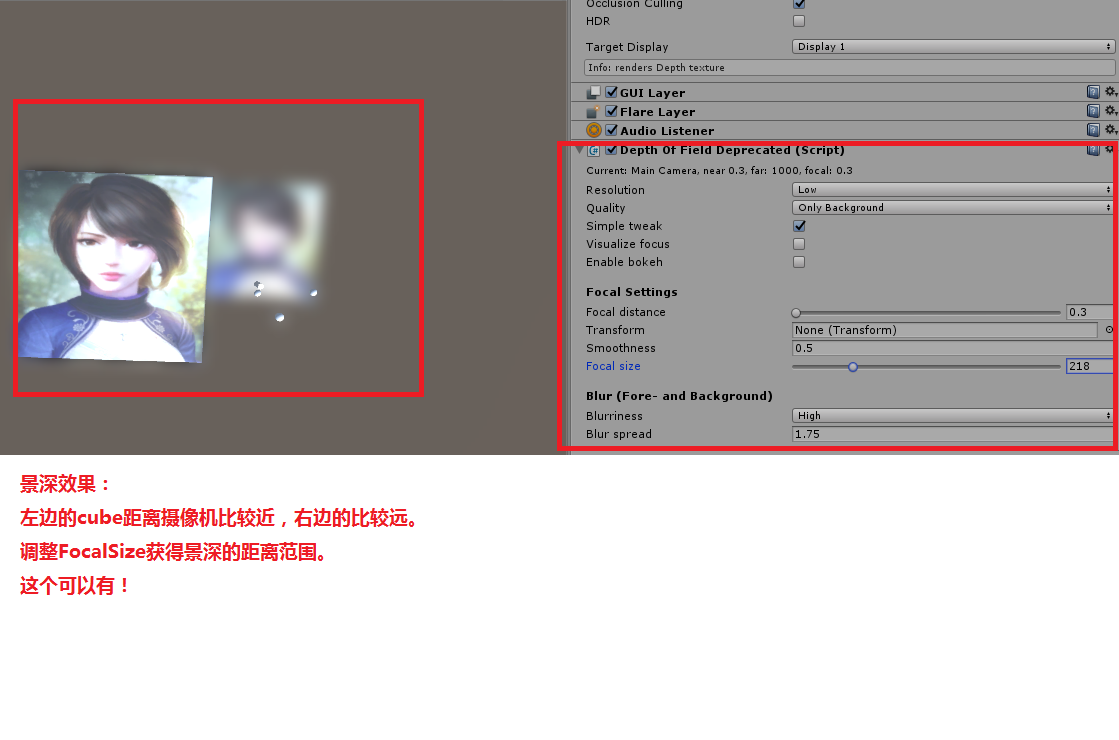 Occlusion Culling
HDR
Target Display Display 1
Info: renders Depth texture
GUI Layer
Flare Layer
Audio Listener
Depth Of Field Deprecated (Script)
Current: Main Camera, near 0.3, far: 1000, focal: 0.3
Resolution Low
Quality Only Background
Simple tweak
Visualize focus
Enable bokeh
Focal Settings
Focal distance 0.3
Transform None (Transform)
Smoothness 0.5
Focal size 218
Blur (Fore- and Background)
Blurriness High
Blur spread 1.75
景深效果：
左边的cube距离摄像机比较近，右边的比较远。
调整FocalSize获得景深的距离范围。
这个可以有！